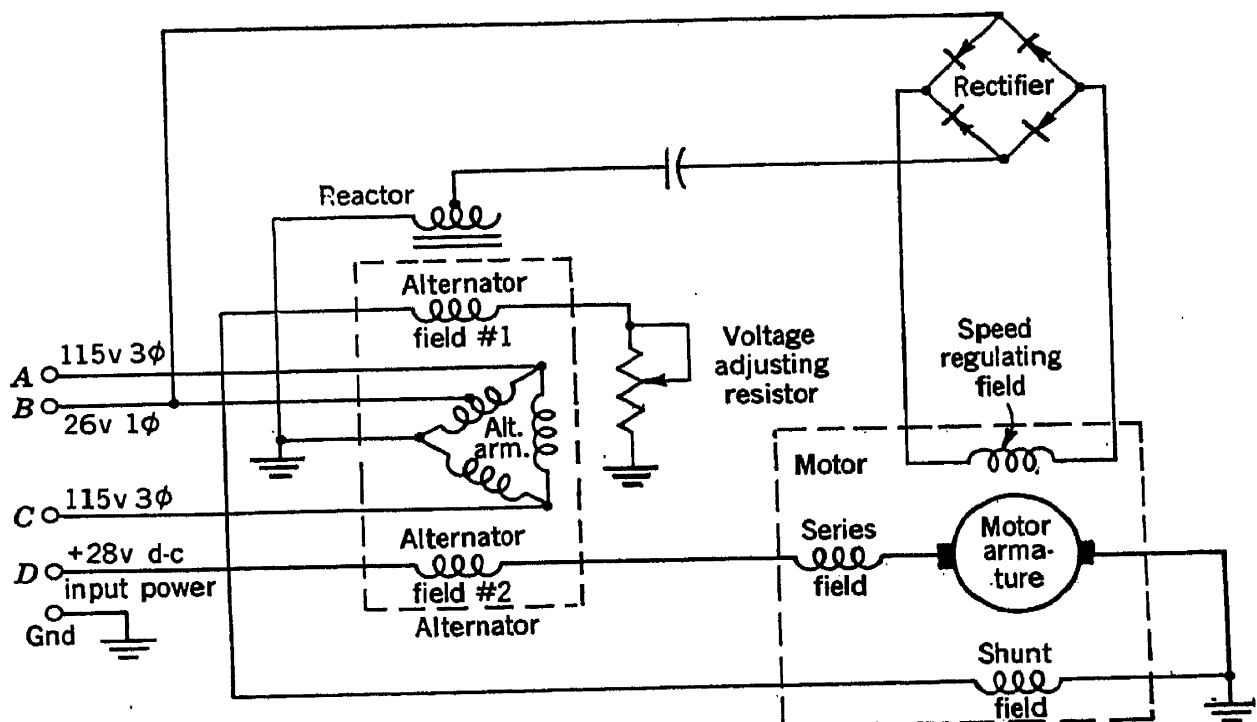 Rectifier
Reactor
Alternator
field #1
Voltage
adjusting
resistor
Speed
regulating
field
A
115v 3ϕ
B
26v 1ϕ
Alt.
arm.
C
115v 3ϕ
Motor
D
+28v d-c
input power
Alternator
field #2
Series
field
Motor
arma-
ture
Gnd
Alternator
Shunt
field